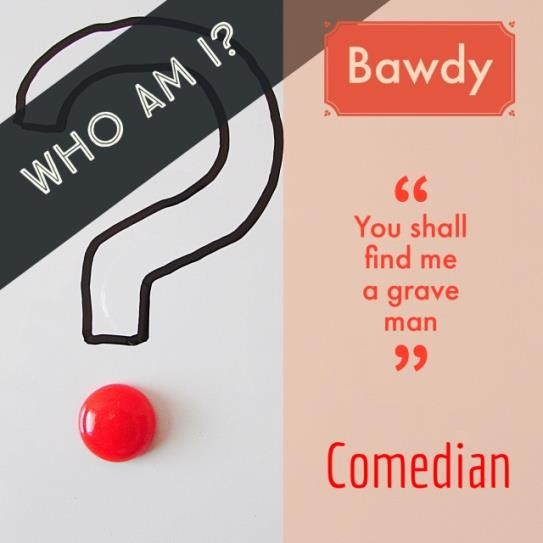 WHO AM I?
Bawdy
“
You shall
find me
a grave
man
”
Comedian